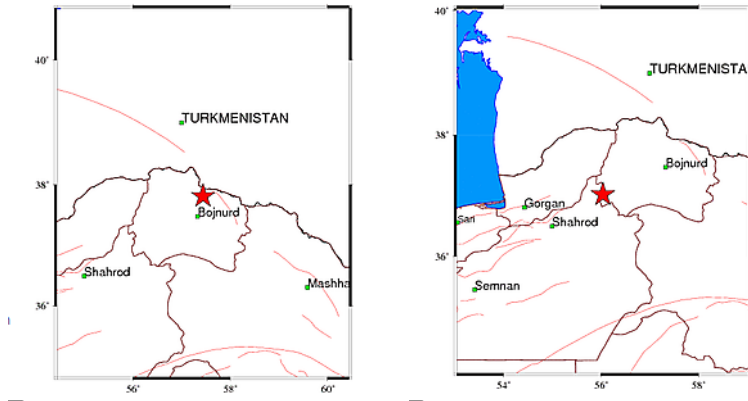 40°
TURKMENISTAN
38°
Bojnurd
Shahrod
Mashha
36°
56°
58°
60°
40°
TURKMENISTA
38°
Bojnurd
Gorgan
Sari
Shahrod
36°
Semnan
54°
56°
58°